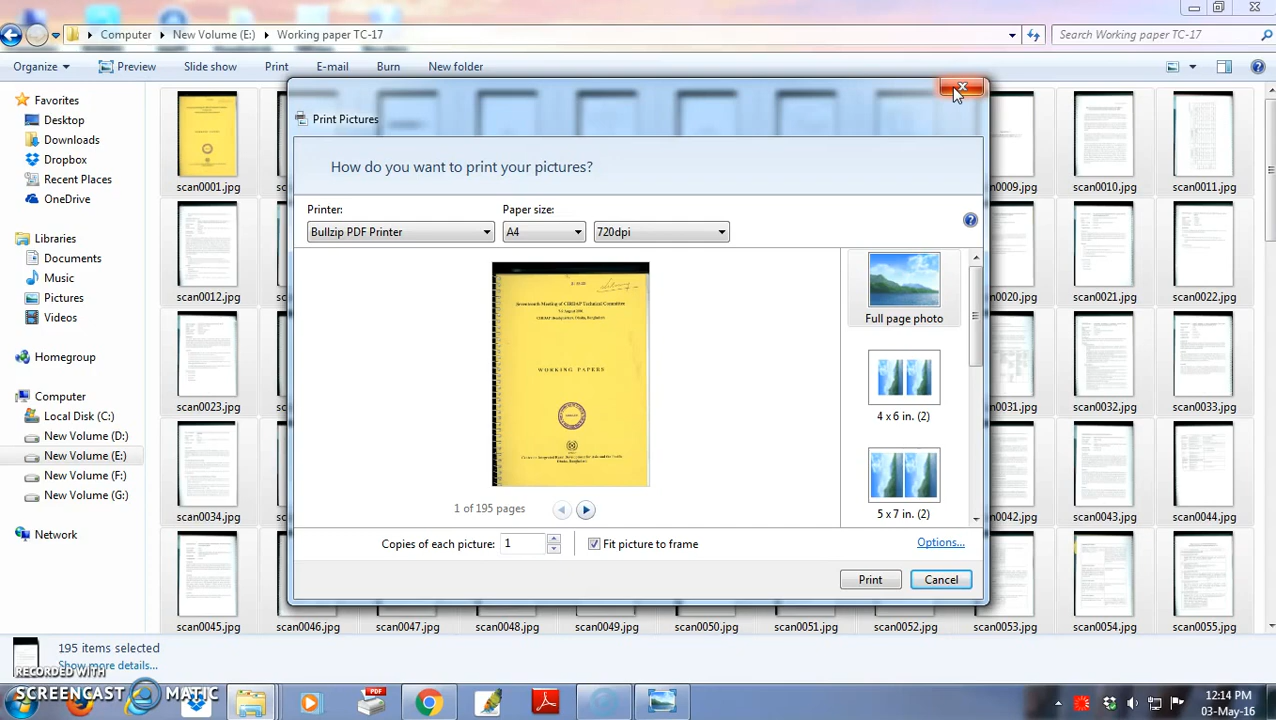 Computer New Volume (E:) Working paper TC-17 Search Working paper TC-17
Organize Preview Slide show Print E-mail Burn New folder
Favorites
Desktop
Downloads
Dropbox
Recent Places
OneDrive
Libraries
Documents
Music
Pictures
Videos
Homegroup
Computer
Local Disk (C:)
New Volume (D:)
New Volume (E:)
New Volume (F:)
New Volume (G:)
Network
scan0001.jpg
scan0012.jpg
scan0023.jpg
scan0034.jpg
Print Pictures
How do you want to print your pictures?
Printer: Paper size:
Bullzip PDF Printer A4 720dpi
WORKING PAPERS
1 of 195 pages
Full page photo
4 x 6 in. (2)
5 x 7 in. (2)
Copies of each picture: 1 Fit picture to frame Options...
Print Cancel
0009.jpg scan0010.jpg scan0011.jpg
0021.jpg
0031.jpg scan0032.jpg scan0033.jpg
0042.jpg scan0043.jpg scan0044.jpg
scan0045.jpg scan0046.jpg scan0047.jpg scan0048.jpg scan0049.jpg scan0050.jpg scan0051.jpg scan0052.jpg scan0053.jpg scan0054.jpg scan0055.jpg
195 items selected
Show more details...
RECORDED WITH
SCREENCAST MATIC
PDF
12:14 PM
03-May-16